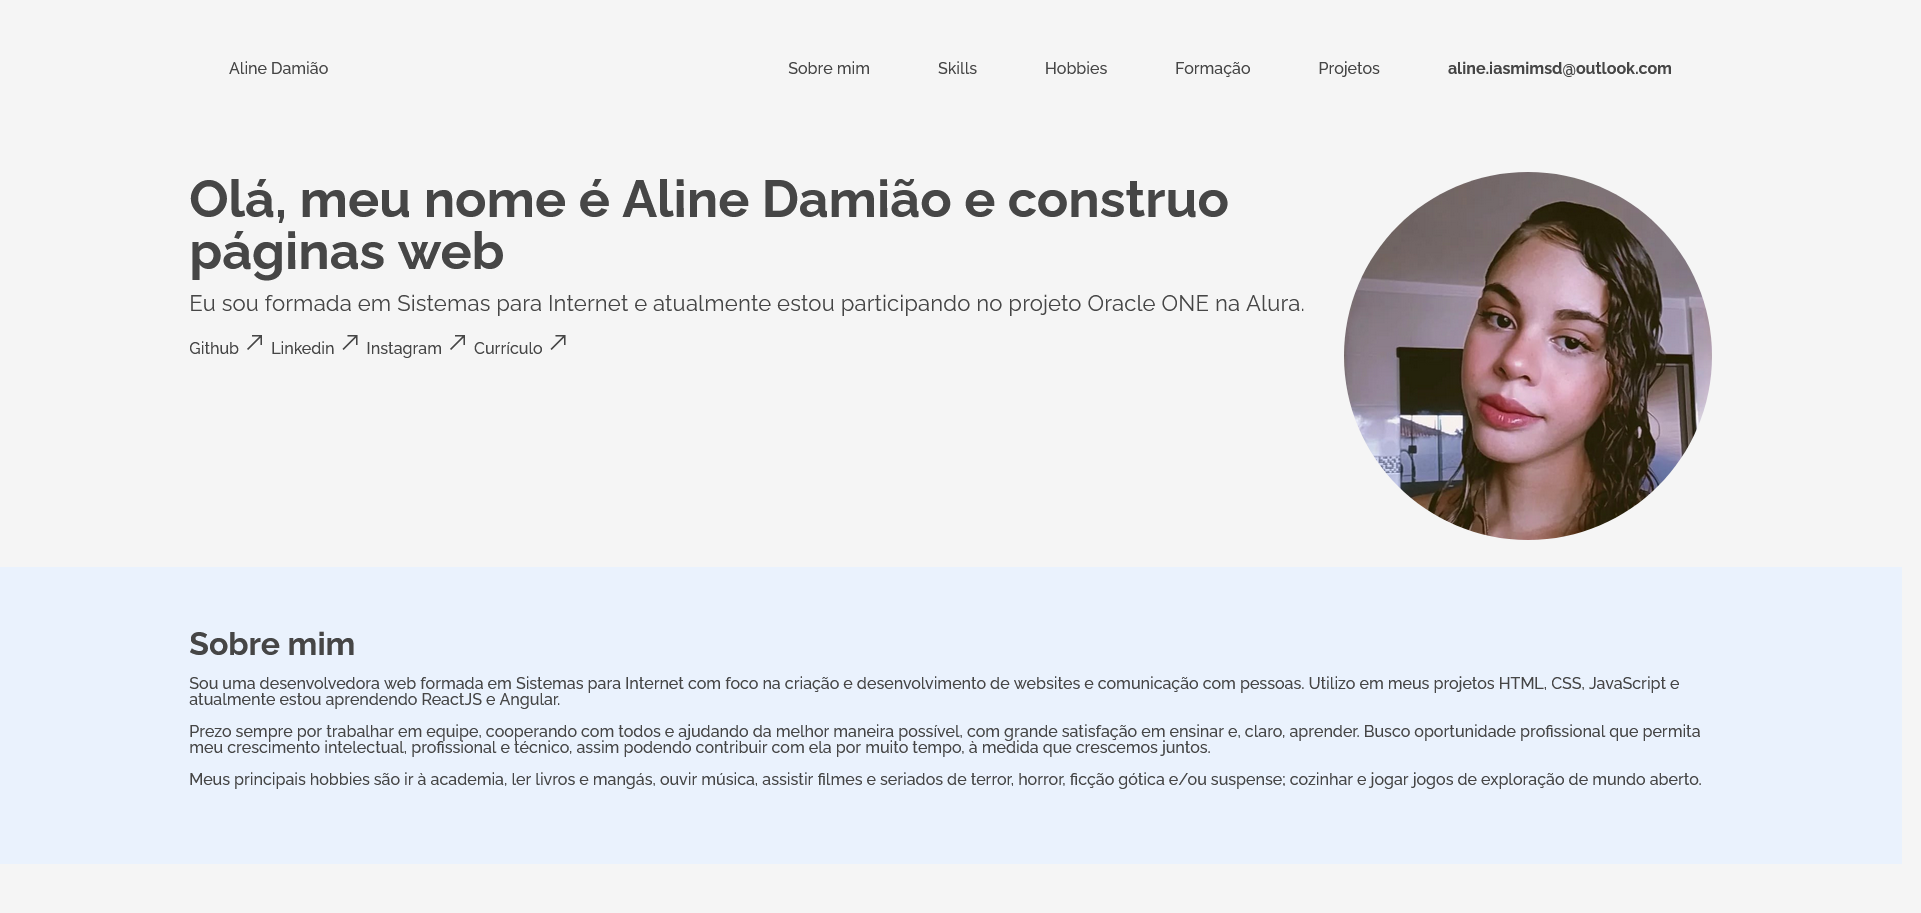 Aline Damião
Sobre mim
Skills
Hobbies
Formação
Projetos
aline.iasmimsd@outlook.com
Olá, meu nome é Aline Damião e construo
páginas web
Eu sou formada em Sistemas para Internet e atualmente estou participando no projeto Oracle ONE na Alura.
Github
Linkedin
Instagram
Currículo
Sobre mim
Sou uma desenvolvedora web formada em Sistemas para Internet com foco na criação e desenvolvimento de websites e comunicação com pessoas. Utilizo em meus projetos HTML, CSS, JavaScript e
atualmente estou aprendendo ReactJS e Angular.
Prezo sempre por trabalhar em equipe, cooperando com todos e ajudando da melhor maneira possível, com grande satisfação em ensinar e, claro, aprender. Busco oportunidade profissional que permita
meu crescimento intelectual, profissional e técnico, assim podendo contribuir com ela por muito tempo, à medida que crescemos juntos.
Meus principais hobbies são ir à academia, ler livros e mangás, ouvir música, assistir filmes e seriados de terror, horror, ficção gótica e/ou suspense; cozinhar e jogar jogos de exploração de mundo aberto.